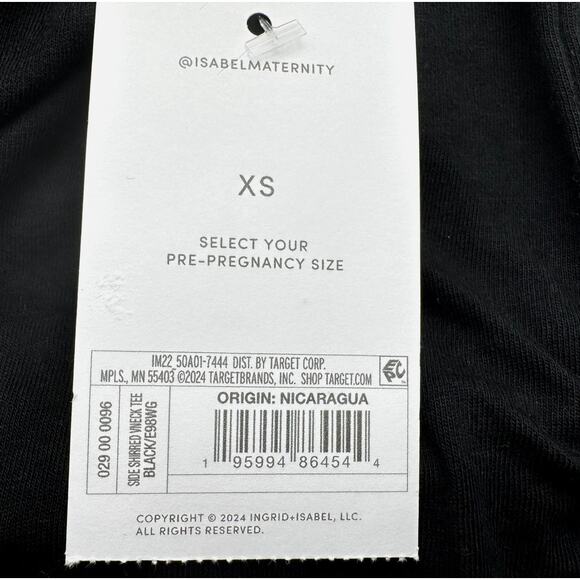 @ISABELMATERNITY
XS
SELECT YOUR
PRE-PREGNANCY SIZE
IM22_50A01-7444 DIST. BY TARGET CORP.
MPLS., MN 55403 ©2024 TARGETBRANDS, INC. SHOP TARGET.COM
EPC™
029 00 0096
SIDE SHIRRED VNECK TEE
BLACK/E98WG
ORIGIN: NICARAGUA
1 95994 86454 4
COPYRIGHT © 2024 INGRID+ISABEL, LLC.
ALL RIGHTS RESERVED.